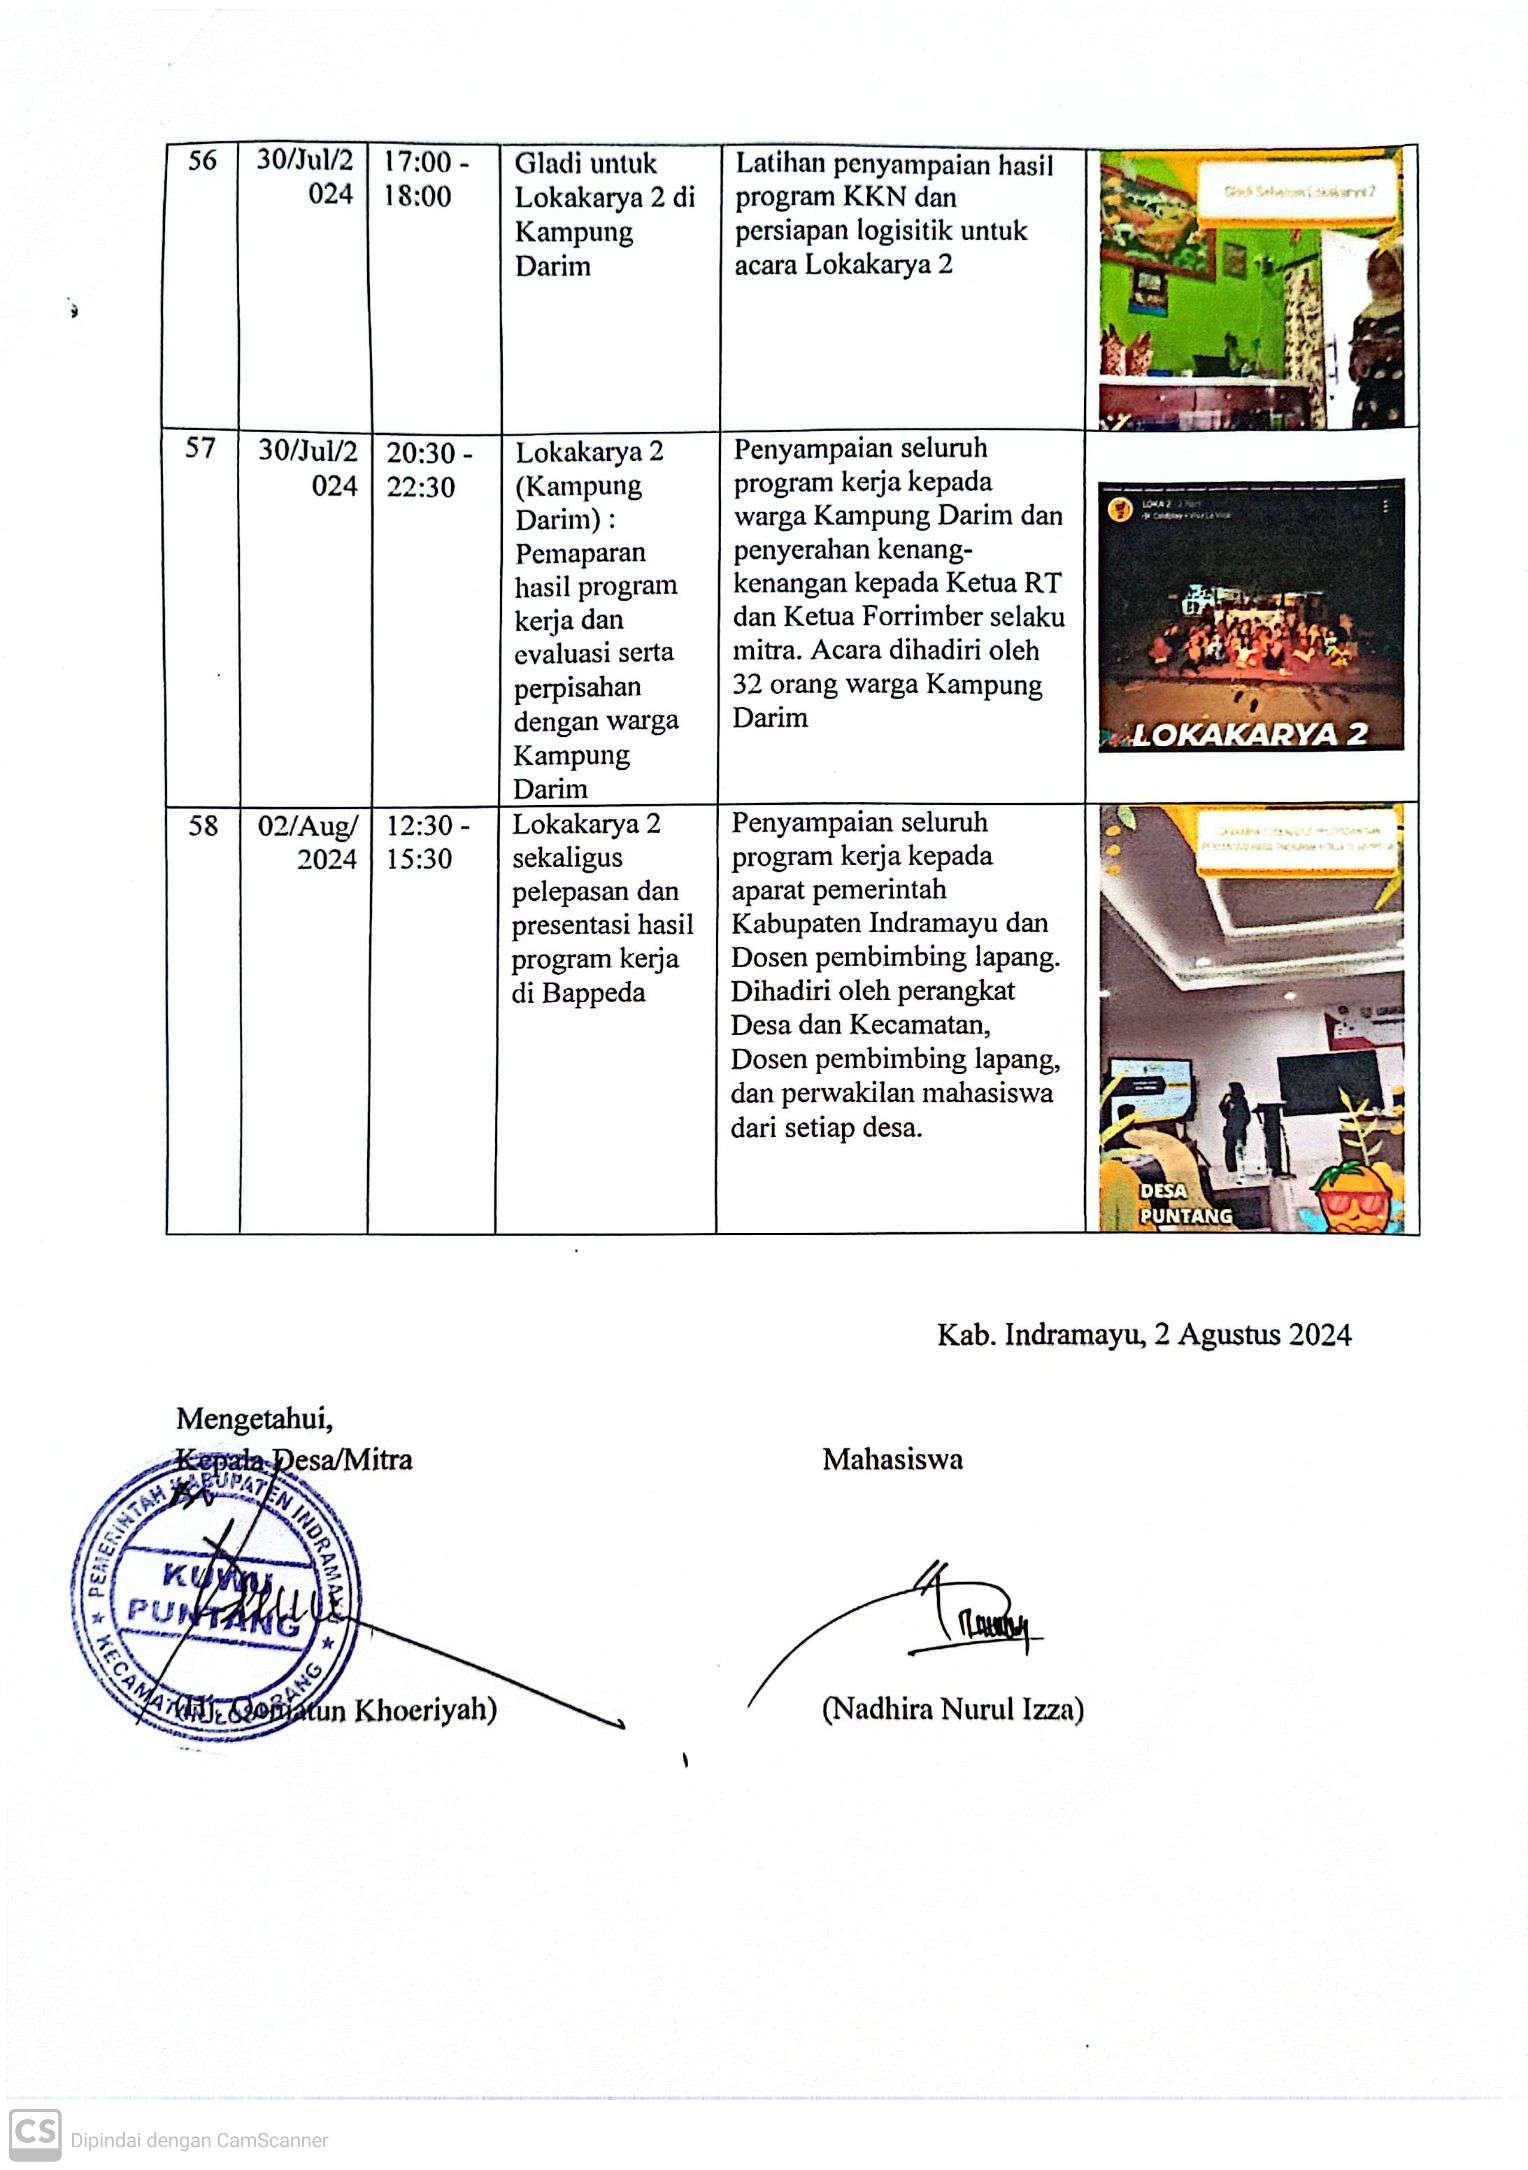 56
30/Jul/2
024
17:00 -
18:00
Gladi untuk
Lokakarya 2 di
Kampung
Darim
Latihan penyampaian hasil
program KKN dan
persiapan logisitik untuk
acara Lokakarya 2
Gladi Sebelum Lokakarya 2
57
30/Jul/2
024
20:30 -
22:30
Lokakarya 2
(Kampung
Darim) :
Pemaparan
hasil program
kerja dan
evaluasi serta
perpisahan
dengan warga
Kampung
Darim
Penyampaian seluruh
program kerja kepada
warga Kampung Darim dan
penyerahan kenang-
kenangan kepada Ketua RT
dan Ketua Forrimber selaku
mitra. Acara dihadiri oleh
32 orang warga Kampung
Darim
LOKA 2
Coldplay • Viva La Vida
LOKAKARYA 2
58
02/Aug/
2024
12:30 -
15:30
Lokakarya 2
sekaligus
pelepasan dan
presentasi hasil
program kerja
di Bappeda
Penyampaian seluruh
program kerja kepada
aparat pemerintah
Kabupaten Indramayu dan
Dosen pembimbing lapang.
Dihadiri oleh perangkat
Desa dan Kecamatan,
Dosen pembimbing lapang,
dan perwakilan mahasiswa
dari setiap desa.
DESA
PUNTANG
Kab. Indramayu, 2 Agustus 2024
Mengetahui,
Kepala Desa/Mitra
Mahasiswa
PEMERINTAH KABUPATEN INDRAMAYU
KUWU
PUNTANG
KECAMATAN LOSARANG
(Hj. Qomatun Khoeriyah)
(Nadhira Nurul Izza)
CS
Dipindai dengan CamScanner